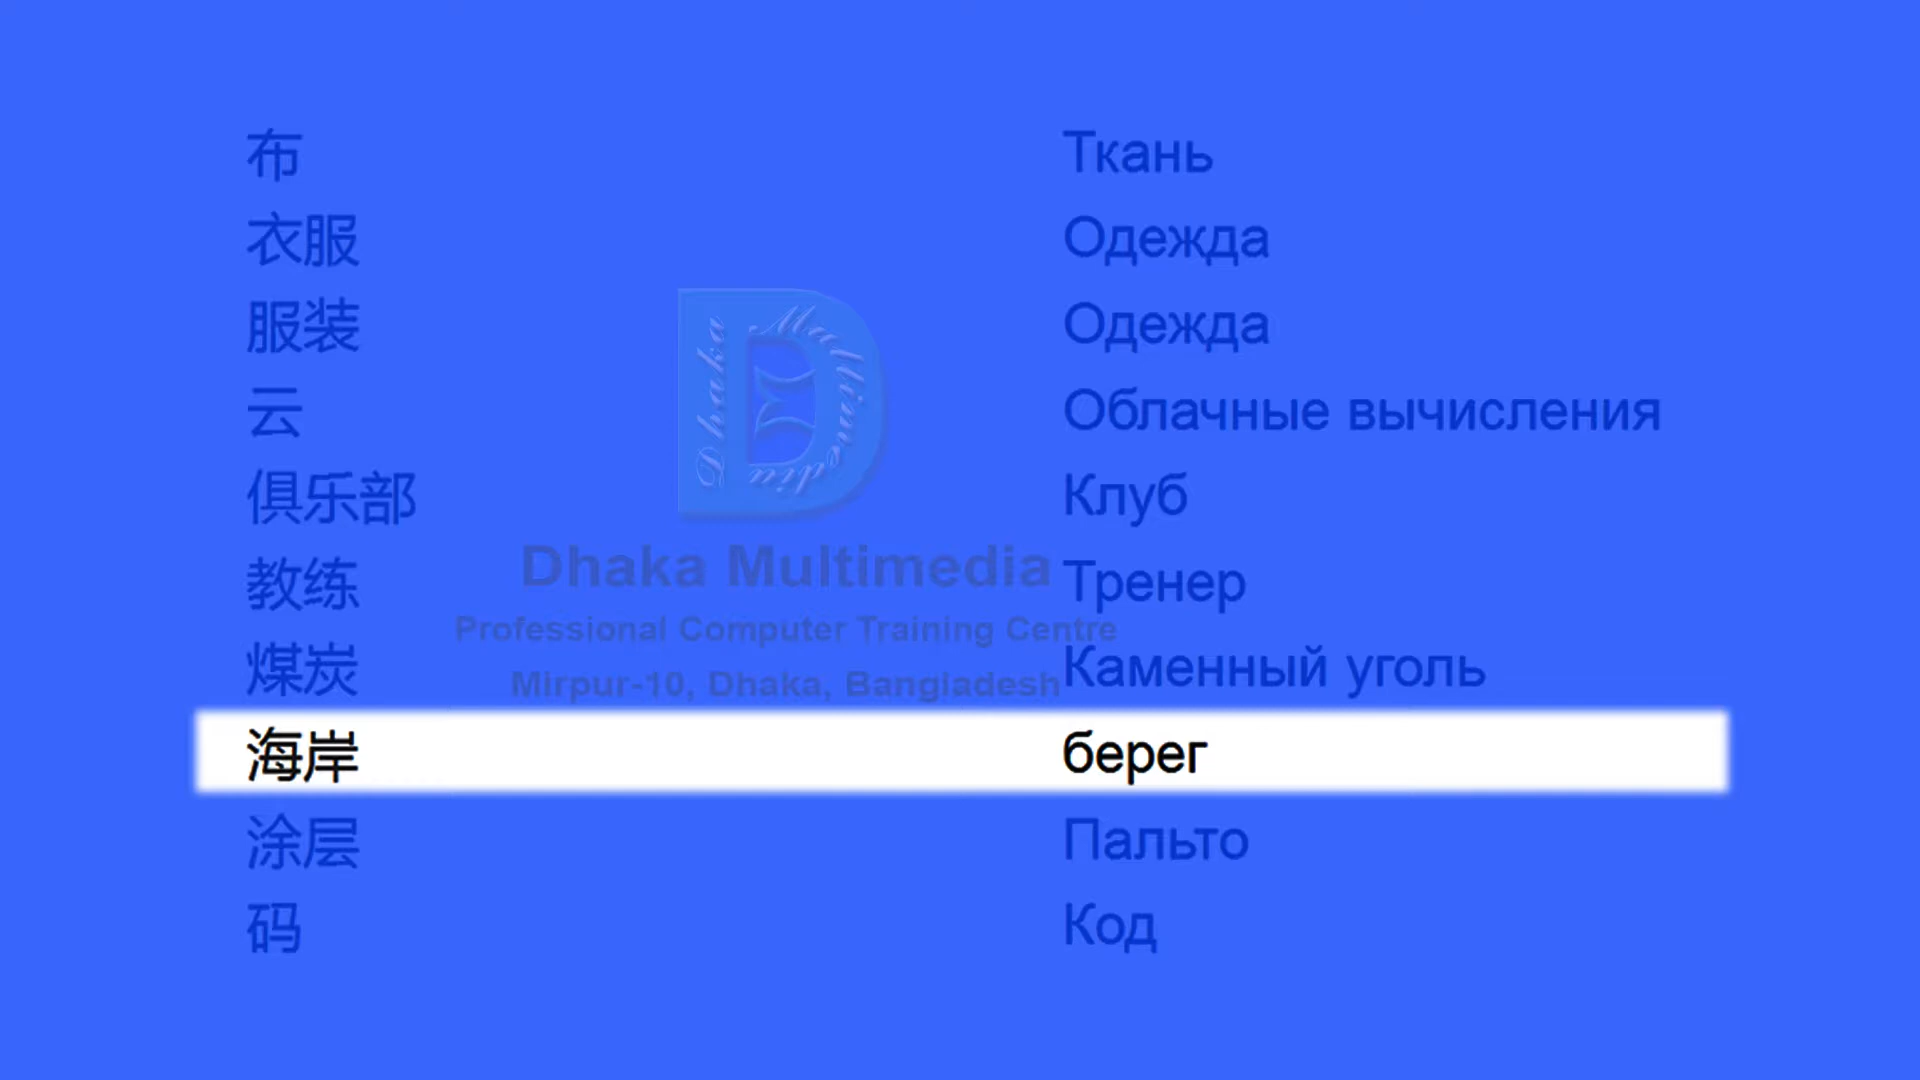 布 Ткань
衣服 Одежда
服装 Одежда
云 Облачные вычисления
俱乐部 Клуб
教练 Тренер
煤炭 Каменный уголь
海岸 берег
涂层 Пальто
码 Код
Dhaka Multimedia
Dhaka Multimedia
Professional Computer Training Centre
Mirpur-10, Dhaka, Bangladesh